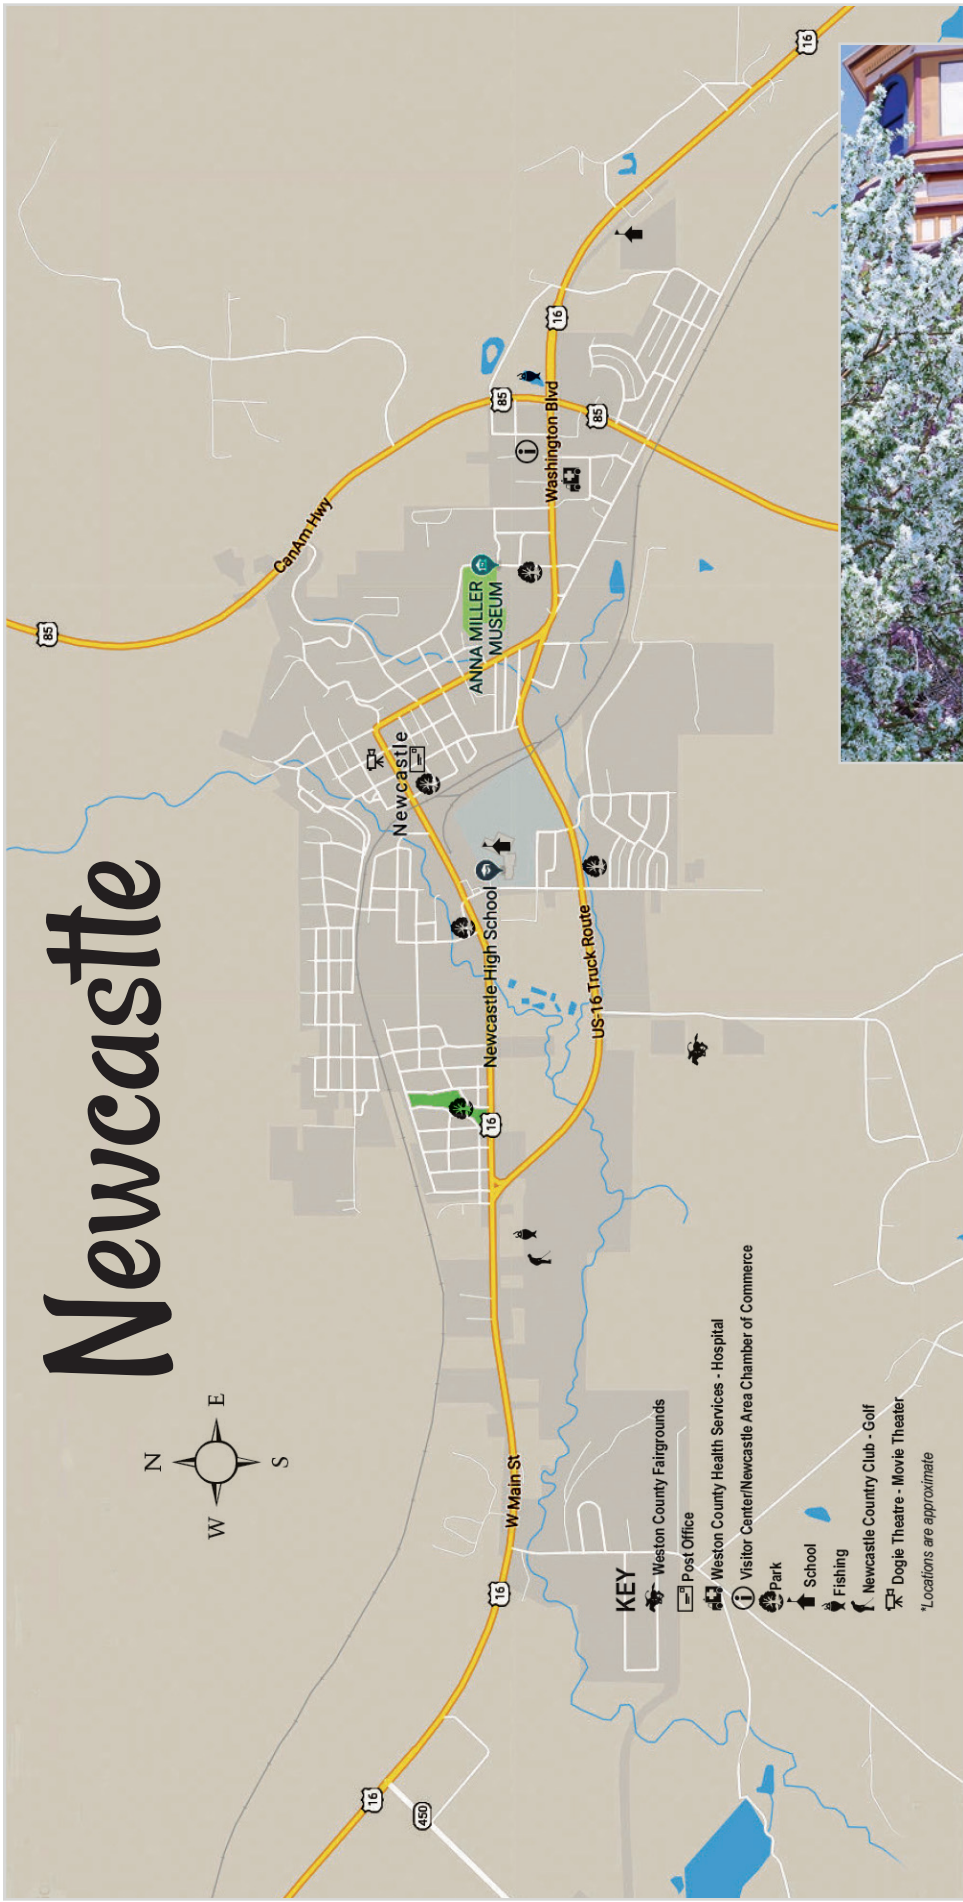 Newcastle
N
W
E
S
16
450
16
W Main St
16
Newcastle High School
US-16 Truck Route
Newcastle
ANNA MILLER
MUSEUM
85
CanAm Hwy
85
Washington Blvd
85
16
16
KEY
Weston County Fairgrounds
Post Office
Weston County Health Services - Hospital
Visitor Center/Newcastle Area Chamber of Commerce
Park
School
Fishing
Newcastle Country Club - Golf
Dogie Theatre - Movie Theater
*Locations are approximate